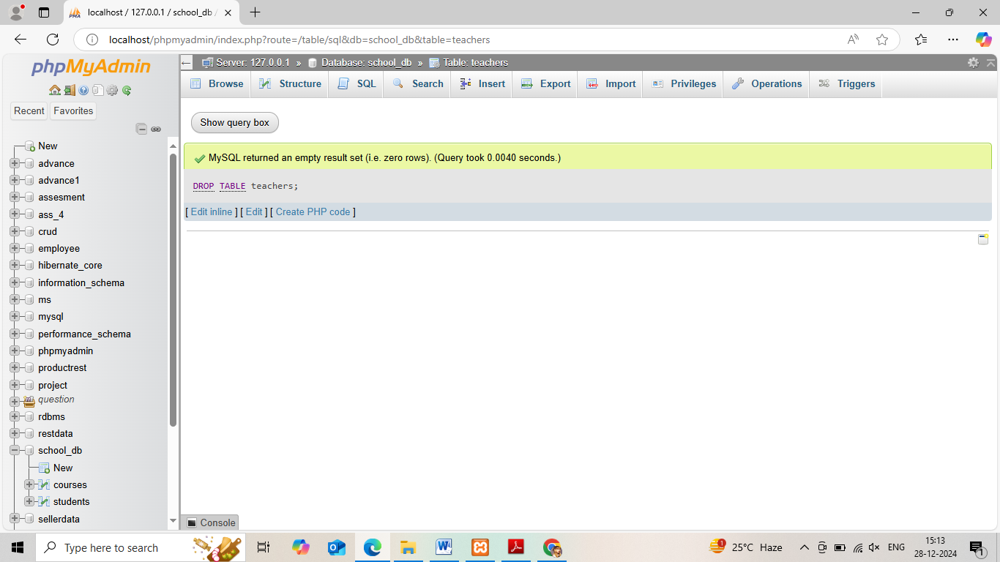 localhost / 127.0.0.1 / school_db /
localhost/phpmyadmin/index.php?route=/table/sql&db=school_db&table=teachers
phpMyAdmin
Recent Favorites
New
advance
advance1
assesment
ass_4
crud
employee
hibernate_core
information_schema
ms
mysql
performance_schema
phpmyadmin
productrest
project
question
rdbms
restdata
school_db
New
courses
students
sellerdata
Server: 127.0.0.1 » Database: school_db » Table: teachers
Browse Structure SQL Search Insert Export Import Privileges Operations Triggers
Show query box
MySQL returned an empty result set (i.e. zero rows). (Query took 0.0040 seconds.)
DROP TABLE teachers;
[ Edit inline ] [ Edit ] [ Create PHP code ]
Console
Type here to search
1
25°C Haze
ENG
15:13
28-12-2024
1